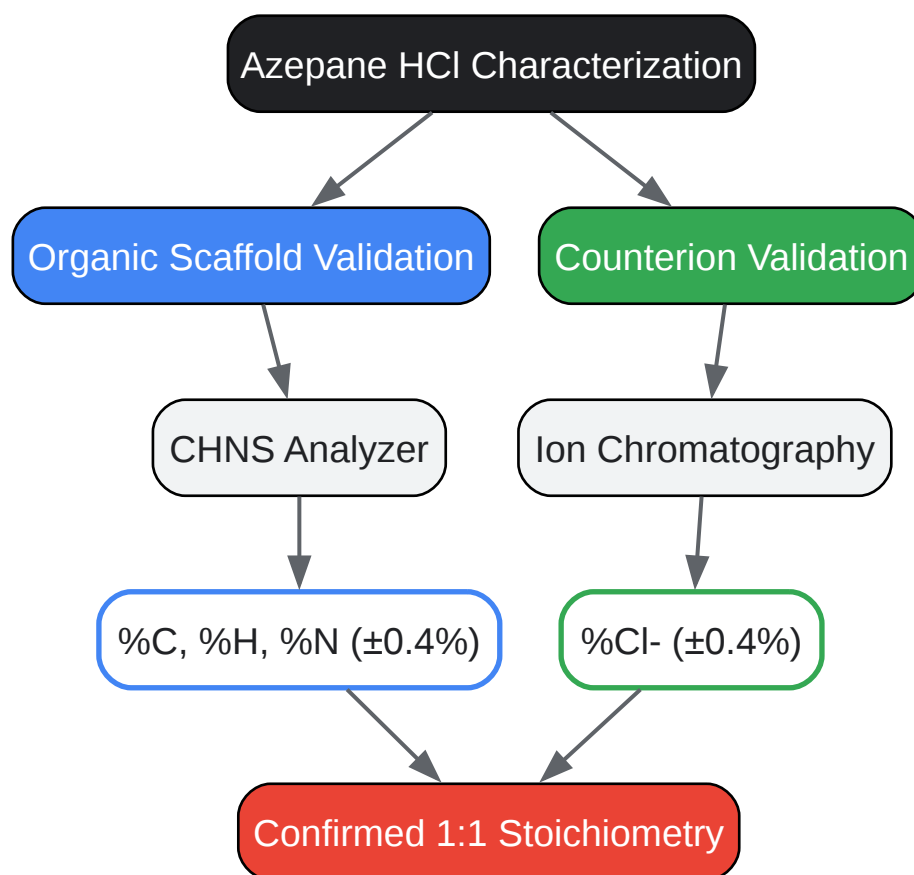 Azepane HCl Characterization
Organic Scaffold Validation
Counterion Validation
CHNS Analyzer
Ion Chromatography
%C, %H, %N (±0.4%)
%Cl- (±0.4%)
Confirmed 1:1 Stoichiometry